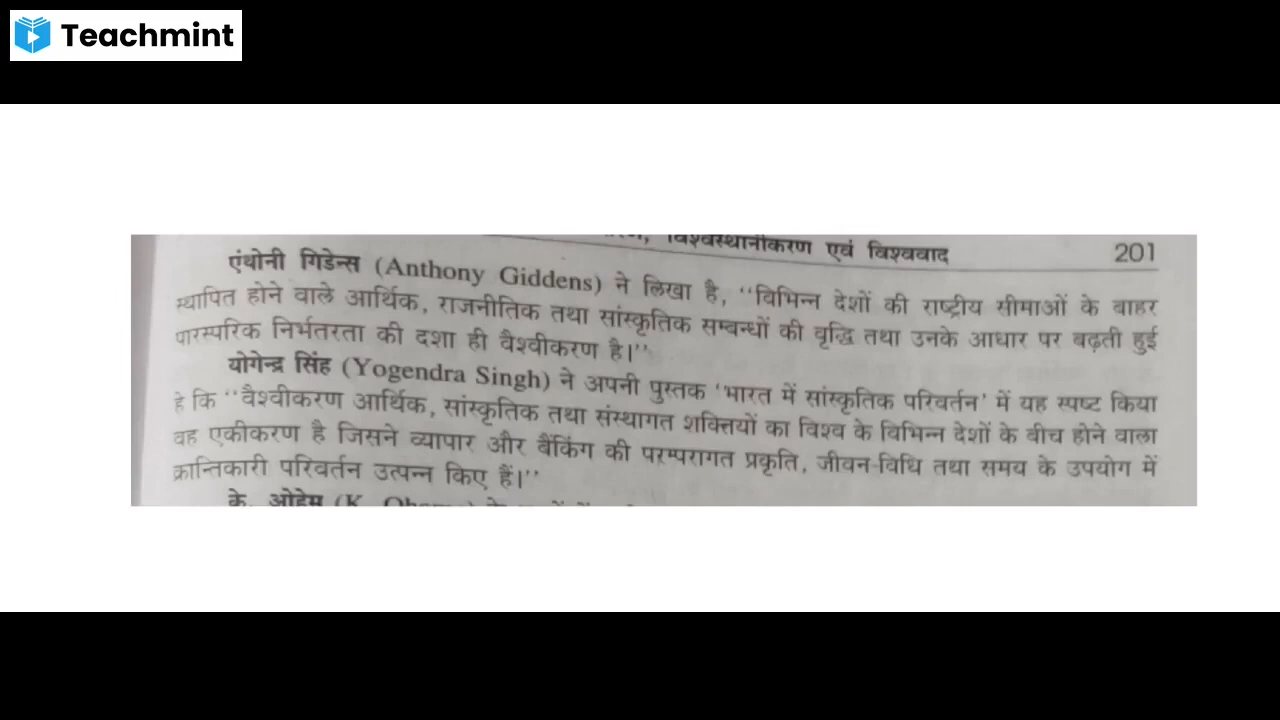 Teachmint
विश्वस्थानीकरण एवं विश्ववाद 201
एंथोनी गिडेन्स (Anthony Giddens) ने लिखा है, ‘‘विभिन्न देशों की राष्ट्रीय सीमाओं के बाहर
स्थापित होने वाले आर्थिक, राजनीतिक तथा सांस्कृतिक सम्बन्धों की वृद्धि तथा उनके आधार पर बढ़ती हुई
पारस्परिक निर्भतरता की दशा ही वैश्वीकरण है।’’
योगेन्द्र सिंह (Yogendra Singh) ने अपनी पुस्तक ‘भारत में सांस्कृतिक परिवर्तन’ में यह स्पष्ट किया
है कि ‘‘वैश्वीकरण आर्थिक, सांस्कृतिक तथा संस्थागत शक्तियों का विश्व के विभिन्न देशों के बीच होने वाला
वह एकीकरण है जिसने व्यापार और बैंकिंग की परम्परागत प्रकृति, जीवन-विधि तथा समय के उपयोग में
क्रान्तिकारी परिवर्तन उत्पन्न किए हैं।’’
के. (K.